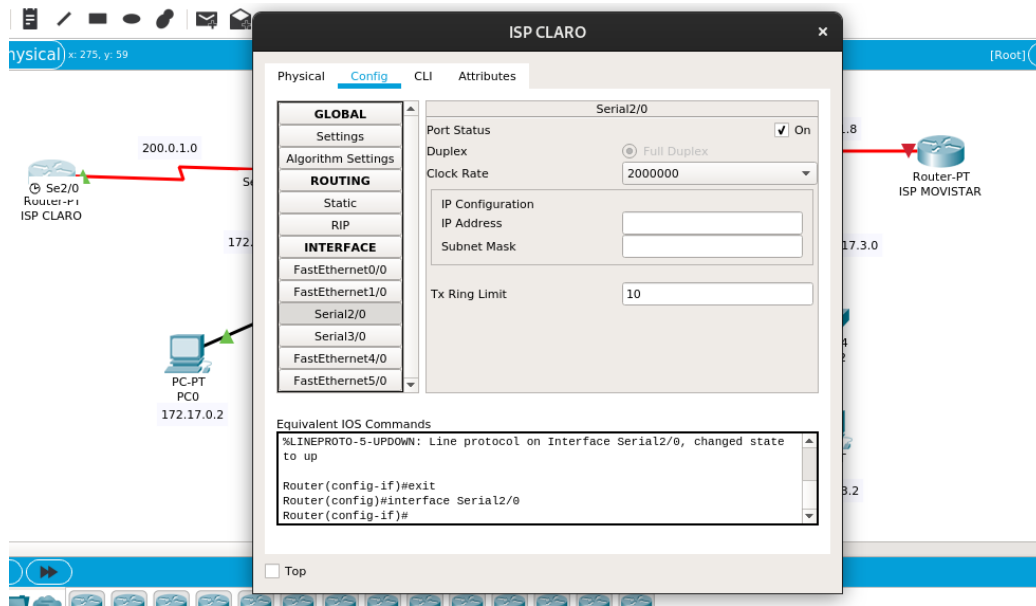 ISP CLARO
×
hysical x: 275, y: 59
[Root]
Physical Config CLI Attributes
GLOBAL
Settings
Algorithm Settings
ROUTING
Static
RIP
INTERFACE
FastEthernet0/0
FastEthernet1/0
Serial2/0
Serial3/0
FastEthernet4/0
FastEthernet5/0
Serial2/0
Port Status On
Duplex Full Duplex
Clock Rate 2000000
IP Configuration
IP Address
Subnet Mask
Tx Ring Limit 10
Equivalent IOS Commands
%LINEPROTO-5-UPDOWN: Line protocol on Interface Serial2/0, changed state
to up
Router(config-if)#exit
Router(config)#interface Serial2/0
Router(config-if)#
Top
200.0.1.0
Se2/0
Router-PT
ISP CLARO
Se
172.
PC-PT
PC0
172.17.0.2
1.8
Router-PT
ISP MOVISTAR
17.3.0
4
3.2